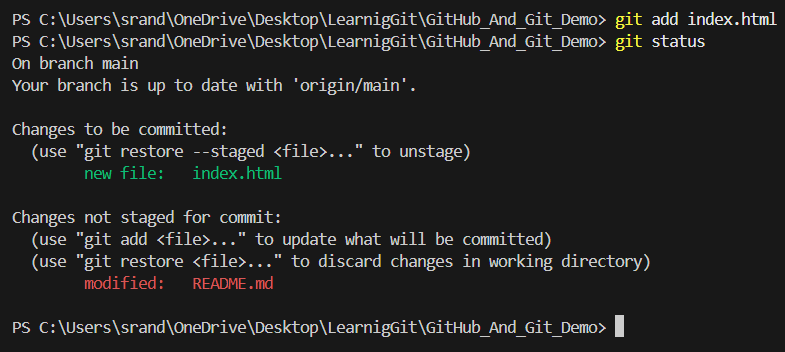 PS C:\Users\srand\OneDrive\Desktop\LearnigGit\GitHub_And_Git_Demo> git add index.html
PS C:\Users\srand\OneDrive\Desktop\LearnigGit\GitHub_And_Git_Demo> git status
On branch main
Your branch is up to date with 'origin/main'.

Changes to be committed:
  (use "git restore --staged <file>..." to unstage)
        new file:   index.html

Changes not staged for commit:
  (use "git add <file>..." to update what will be committed)
  (use "git restore <file>..." to discard changes in working directory)
        modified:   README.md

PS C:\Users\srand\OneDrive\Desktop\LearnigGit\GitHub_And_Git_Demo>